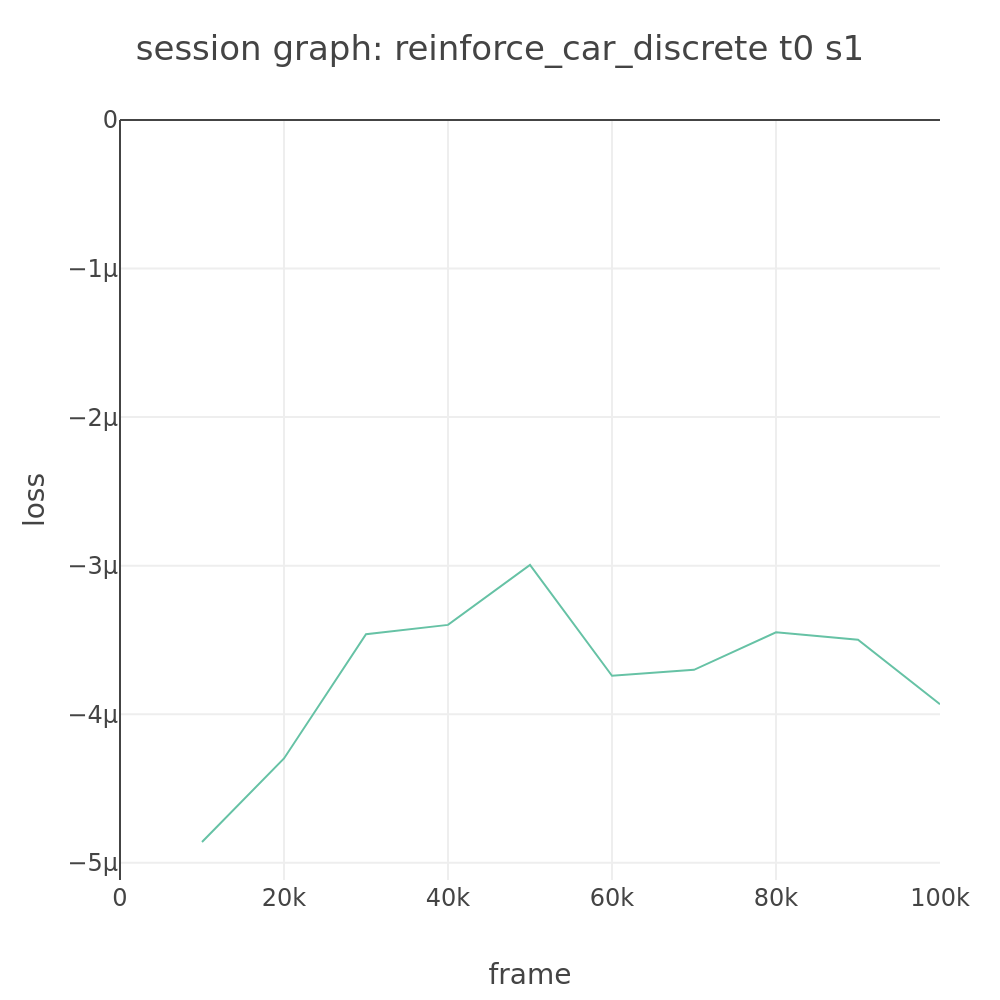 session graph: reinforce_car_discrete t0 s1
0
−1μ
−2μ
−3μ
−4μ
−5μ
loss
0
20k
40k
60k
80k
100k
frame